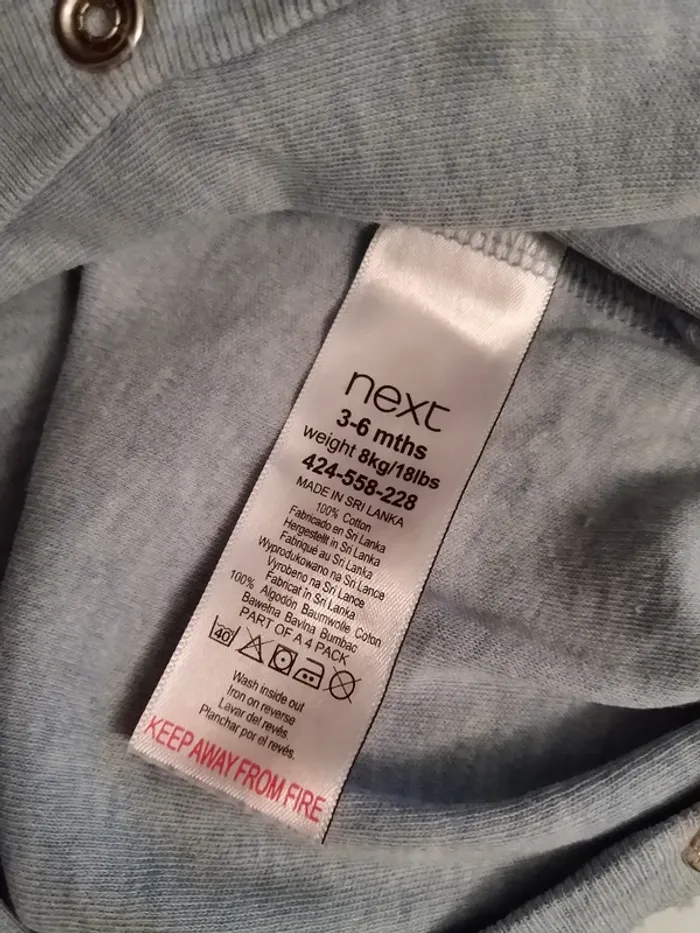 next
3-6 mths
weight 8kg/18lbs
424-558-228
MADE IN SRI LANKA
100% Cotton
Fabricado en Sri Lanka
Hergestellt in Sri Lanka
Fabriqué au Sri Lanka
Wyprodukowano na Sri Lance
Vyrobeno na Sri Lance
Fabricat in Sri Lanka
100% Algodón Baumwolle Coton
Bawełna Bavlna Bumbac
PART OF A 4 PACK
40
Wash inside out
Iron on reverse
Lavar del revés.
Planchar por el revés.
KEEP AWAY FROM FIRE